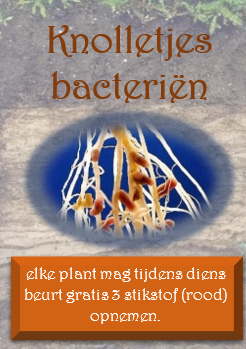 Knolletjes
bacteriën
elke plant mag tijdens diens
beurt gratis 3 stikstof (rood)
opnemen.